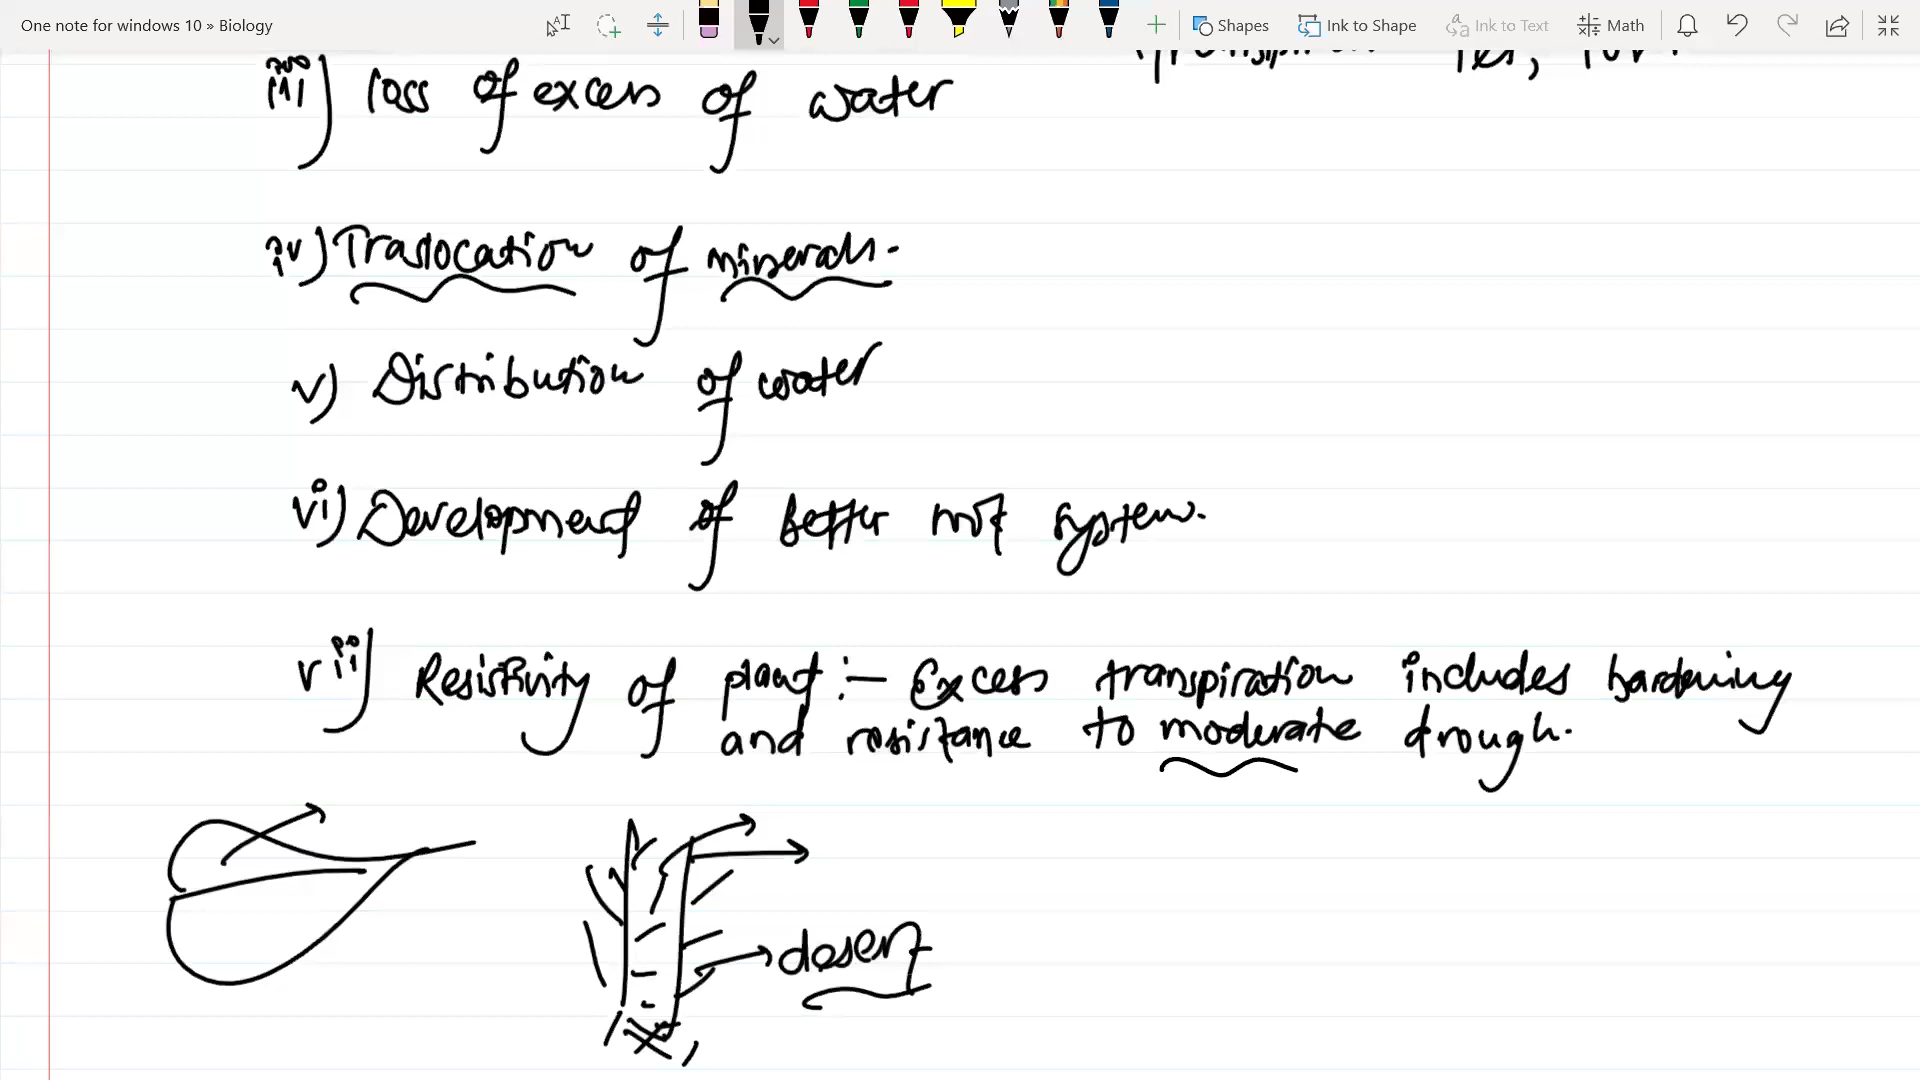 One note for windows 10 » Biology
Shapes Ink to Shape Ink to Text Math
iii) loss of excess of water
iv) Traslocation of minerals.
v) Distribution of water
vi) Development of better root system.
vii) Resistivity of plant :- Excess transpiration includes hardening
and resistance to moderate drough.
desert